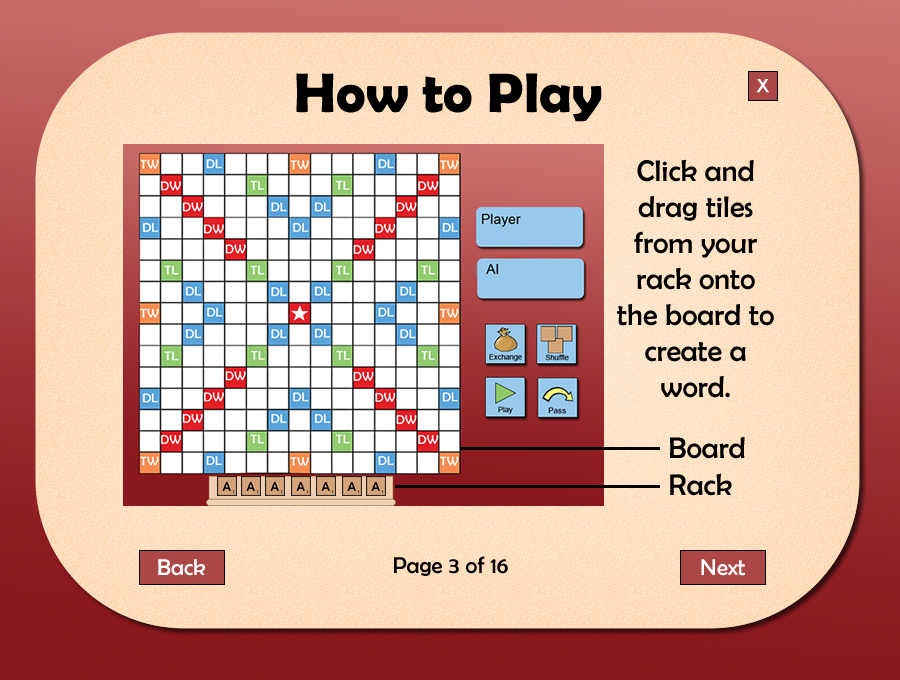 How to Play
X
TW DL TW DL TW
DW TL TL DW
DW DL DL DW
DL DW DL DW DL
DW DW
TL TL TL TL
DL DL DL DL
TW DL DL TW
DL DL DL DL
TL TL TL TL
DW DW
DL DW DL DW DL
DW DL DL DW
DW TL TL DW
TW DL TW DL TW
A A A A A A A
Player
AI
Exchange Shuffle
Play Pass
Click and
drag tiles
from your
rack onto
the board to
create a
word.
Board
Rack
Back
Page 3 of 16
Next